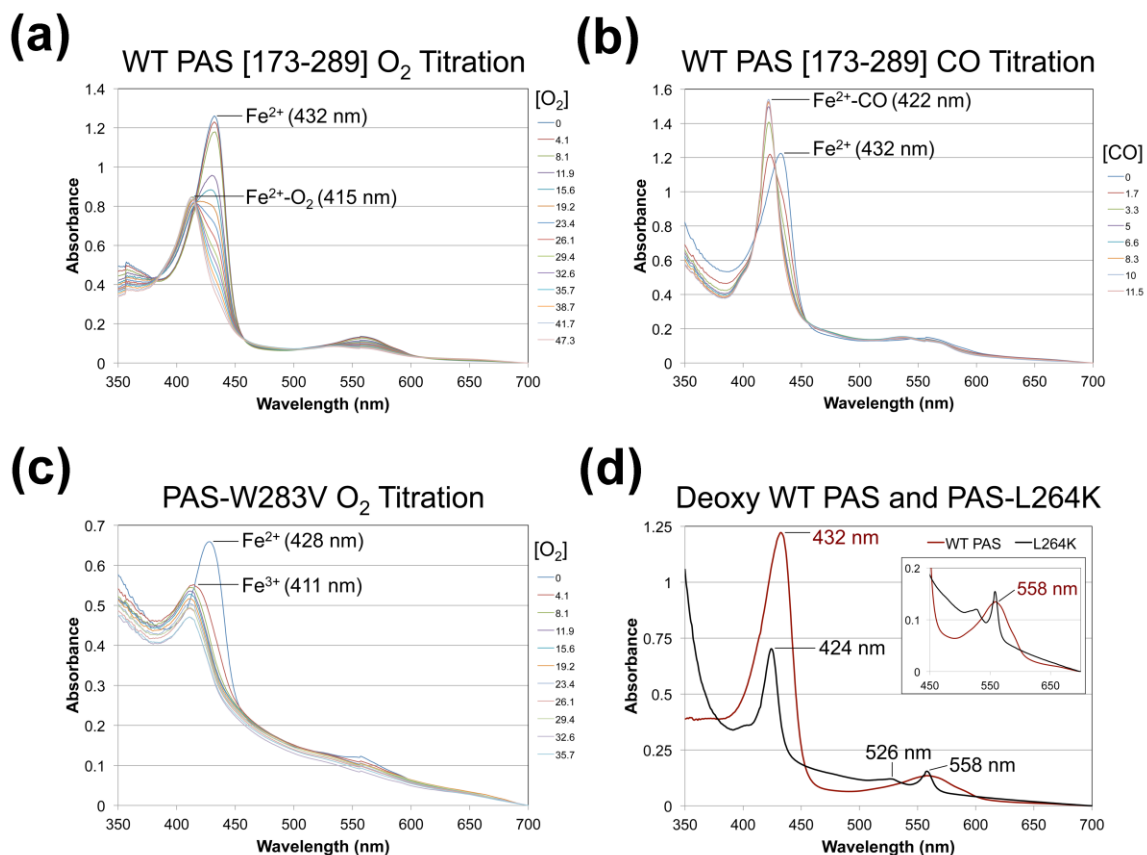 (a)
WT PAS [173-289] O2 Titration
[O2]
1.4
1.2
1
0.8
0.6
0.4
0.2
0
Absorbance
Fe2+ (432 nm)
Fe2+-O2 (415 nm)
0
4.1
8.1
11.9
15.6
19.2
23.4
26.1
29.4
32.6
35.7
38.7
41.7
47.3
350 400 450 500 550 600 650 700
Wavelength (nm)
(b)
WT PAS [173-289] CO Titration
1.8
1.6
1.4
1.2
1
0.8
0.6
0.4
0.2
0
Absorbance
Fe2+-CO (422 nm)
Fe2+ (432 nm)
[CO]
0
1.7
3.3
5
6.6
8.3
10
11.5
350 400 450 500 550 600 650 700
Wavelength (nm)
(c)
PAS-W283V O2 Titration
0.7
0.6
0.5
0.4
0.3
0.2
0.1
0
Absorbance
Fe2+ (428 nm)
Fe3+ (411 nm)
[O2]
0
4.1
8.1
11.9
15.6
19.2
23.4
26.1
29.4
32.6
35.7
350 400 450 500 550 600 650 700
Wavelength (nm)
(d)
Deoxy WT PAS and PAS-L264K
1.25
1
0.75
0.5
0.25
0
Absorbance
432 nm
424 nm
526 nm
558 nm
WT PAS L264K
0.2
0.1
0
558 nm
450 550 650
350 400 450 500 550 600 650 700
Wavelength (nm)